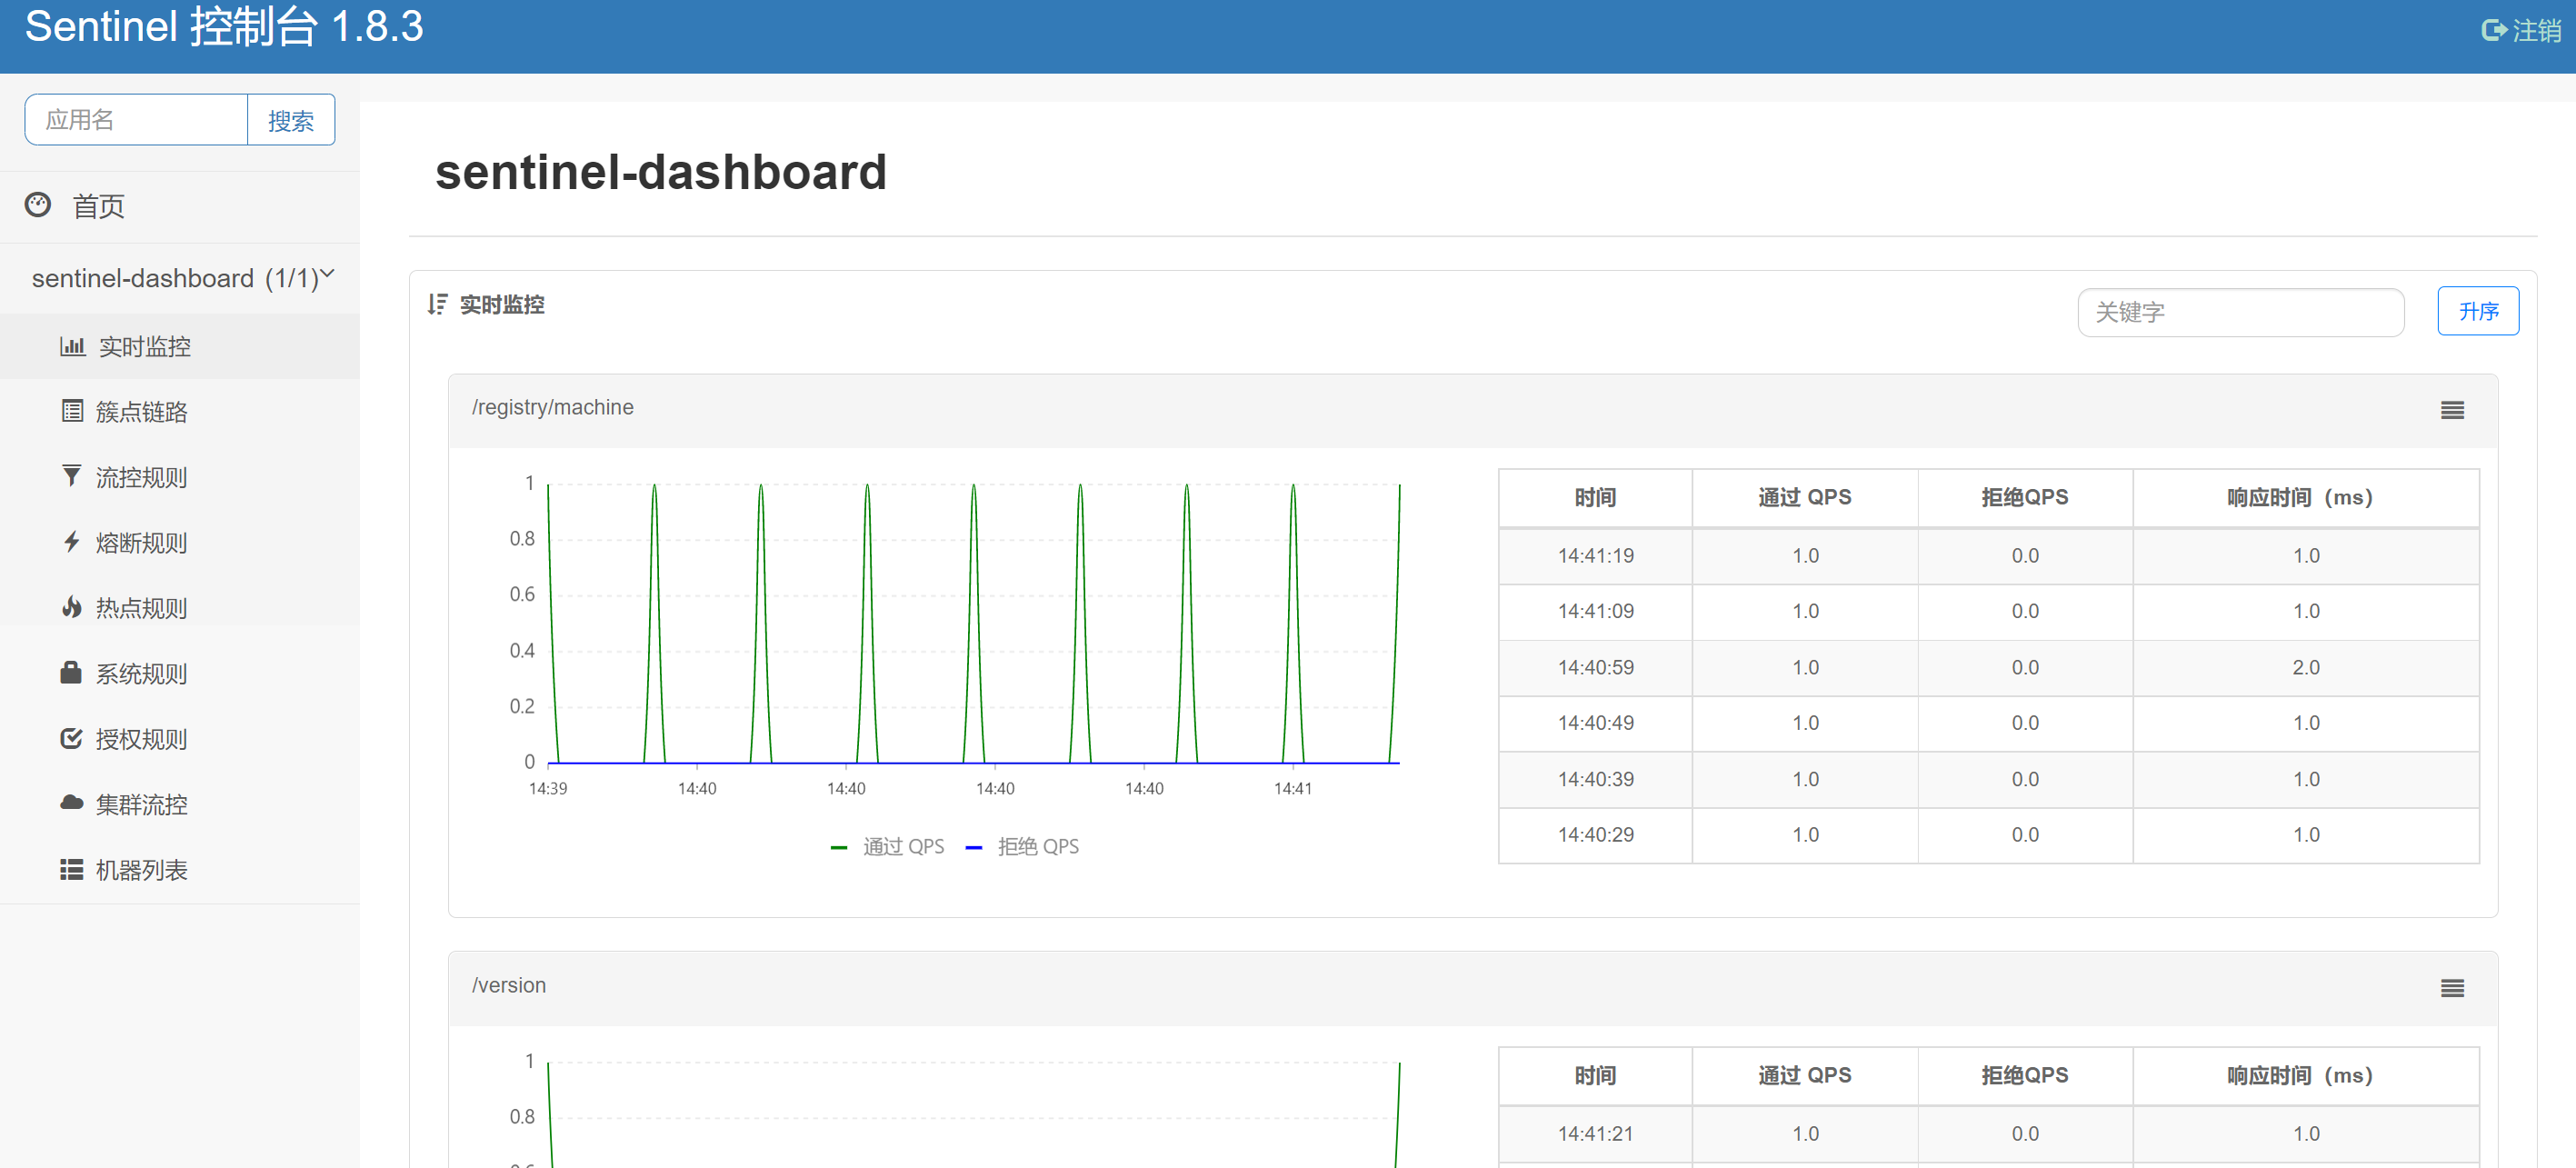 Sentinel 控制台 1.8.3
注销
应用名
搜索
首页
sentinel-dashboard (1/1)
实时监控
簇点链路
流控规则
熔断规则
热点规则
系统规则
授权规则
集群流控
机器列表
sentinel-dashboard
实时监控
关键字
升序
/registry/machine
1
0.8
0.6
0.4
0.2
0
14:39 14:40 14:40 14:40 14:40 14:41
通过 QPS 拒绝 QPS
时间 通过 QPS 拒绝QPS 响应时间（ms）
14:41:19 1.0 0.0 1.0
14:41:09 1.0 0.0 1.0
14:40:59 1.0 0.0 2.0
14:40:49 1.0 0.0 1.0
14:40:39 1.0 0.0 1.0
14:40:29 1.0 0.0 1.0
/version
1
0.8
时间 通过 QPS 拒绝QPS 响应时间（ms）
14:41:21 1.0 0.0 1.0